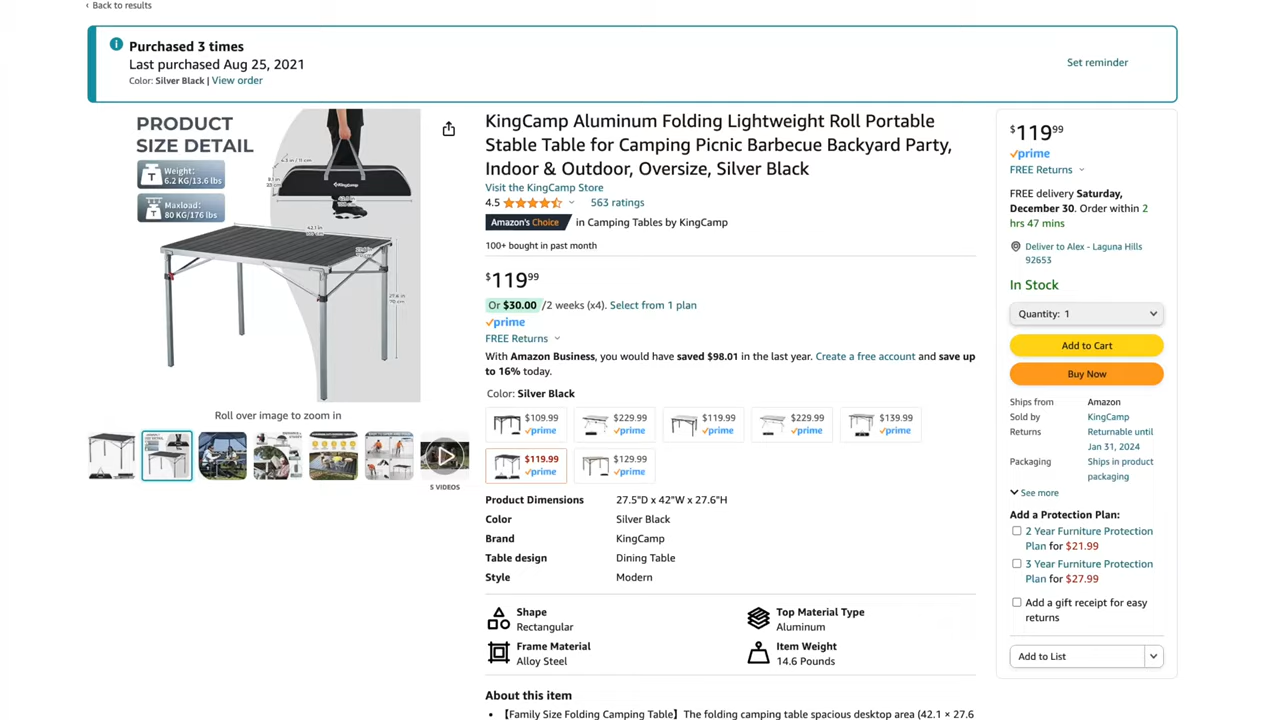 ‹ Back to results
Purchased 3 times
Last purchased Aug 25, 2021
Color: Silver Black | View order
Set reminder
PRODUCT
SIZE DETAIL
Weight:
6.2 KG/13.6 lbs
Maxload:
80 KG/176 lbs
KingCamp
Roll over image to zoom in
5 VIDEOS
KingCamp Aluminum Folding Lightweight Roll Portable
Stable Table for Camping Picnic Barbecue Backyard Party,
Indoor & Outdoor, Oversize, Silver Black
Visit the KingCamp Store
4.5 563 ratings
Amazon's Choice in Camping Tables by KingCamp
100+ bought in past month
$11999
Or $30.00 /2 weeks (x4). Select from 1 plan
prime
FREE Returns
With Amazon Business, you would have saved $98.01 in the last year. Create a free account and save up
to 16% today.
Color: Silver Black
$109.99 $229.99 $119.99 $229.99 $139.99
prime prime prime prime prime
$119.99 $129.99
prime prime
Product Dimensions 27.5"D x 42"W x 27.6"H
Color Silver Black
Brand KingCamp
Table design Dining Table
Style Modern
Shape
Rectangular
Top Material Type
Aluminum
Frame Material
Alloy Steel
Item Weight
14.6 Pounds
About this item
• 【Family Size Folding Camping Table】The folding camping table spacious desktop area (42.1 × 27.6
$11999
prime
FREE Returns
FREE delivery Saturday,
December 30. Order within 2
hrs 47 mins
Deliver to Alex - Laguna Hills
92653
In Stock
Quantity: 1
Add to Cart
Buy Now
Ships from Amazon
Sold by KingCamp
Returns Returnable until
Jan 31, 2024
Packaging Ships in product
packaging
See more
Add a Protection Plan:
2 Year Furniture Protection
Plan for $21.99
3 Year Furniture Protection
Plan for $27.99
Add a gift receipt for easy
returns
Add to List